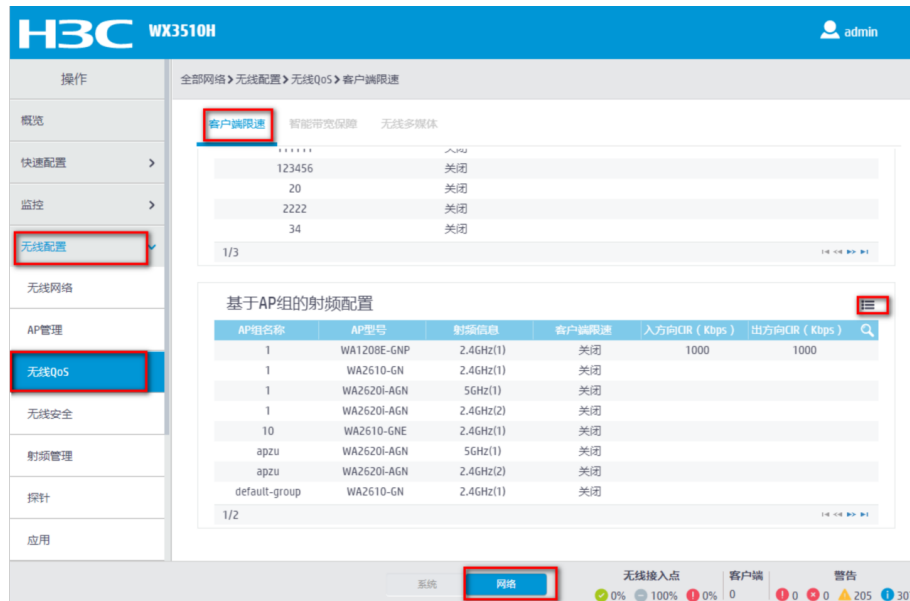 H3C WX3510H
admin
操作
全部网络>无线配置>无线QoS>客户端限速
概览
快速配置
监控
无线配置
无线网络
AP管理
无线QoS
无线安全
射频管理
探针
应用
客户端限速 智能带宽保障 无线多媒体
111111 关闭
123456 关闭
20 关闭
2222 关闭
34 关闭
1/3
基于AP组的射频配置
AP组名称 AP型号 射频信息 客户端限速 入方向CIR ( Kbps ) 出方向CIR ( Kbps )
1 WA1208E-GNP 2.4GHz(1) 关闭 1000 1000
1 WA2610-GN 2.4GHz(1) 关闭
1 WA2620i-AGN 5GHz(1) 关闭
1 WA2620i-AGN 2.4GHz(2) 关闭
10 WA2610-GNE 2.4GHz(1) 关闭
apzu WA2620i-AGN 5GHz(1) 关闭
apzu WA2620i-AGN 2.4GHz(2) 关闭
default-group WA2610-GN 2.4GHz(1) 关闭
1/2
系统 网络
无线接入点 客户端 警告
0% 100% 0% 0 0 0 205 30